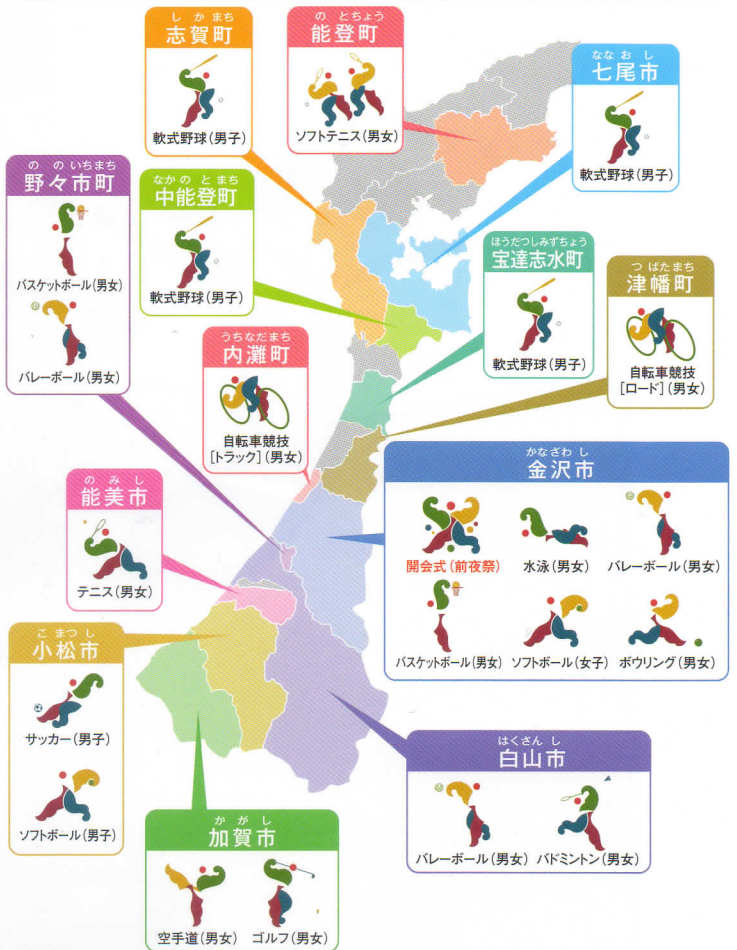 しかまち
志賀町
軟式野球(男子)
のとちょう
能登町
ソフトテニス(男女)
ななおし
七尾市
軟式野球(男子)
ののいちまち
野々市町
バスケットボール(男女)
バレーボール(男女)
なかのとまち
中能登町
軟式野球(男子)
ほうだつしみずちょう
宝達志水町
軟式野球(男子)
つばたまち
津幡町
自転車競技
[ロード](男女)
うちなだまち
内灘町
自転車競技
[トラック](男女)
かなざわし
金沢市
開会式(前夜祭)
水泳(男女)
バレーボール(男女)
バスケットボール(男女)
ソフトボール(女子)
ボウリング(男女)
のみし
能美市
テニス(男女)
こまつし
小松市
サッカー(男子)
ソフトボール(男子)
はくさんし
白山市
バレーボール(男女)
バドミントン(男女)
かがし
加賀市
空手道(男女)
ゴルフ(男女)